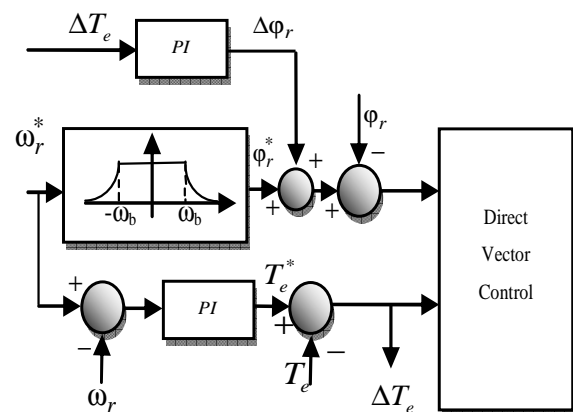 ΔT_e
PI
Δφ_r
ω_r^*
φ_r^*
φ_r
+
+
+
−
-ω_b
ω_b
Direct
Vector
Control
+
−
PI
T_e^*
+
−
ω_r
T_e
ΔT_e